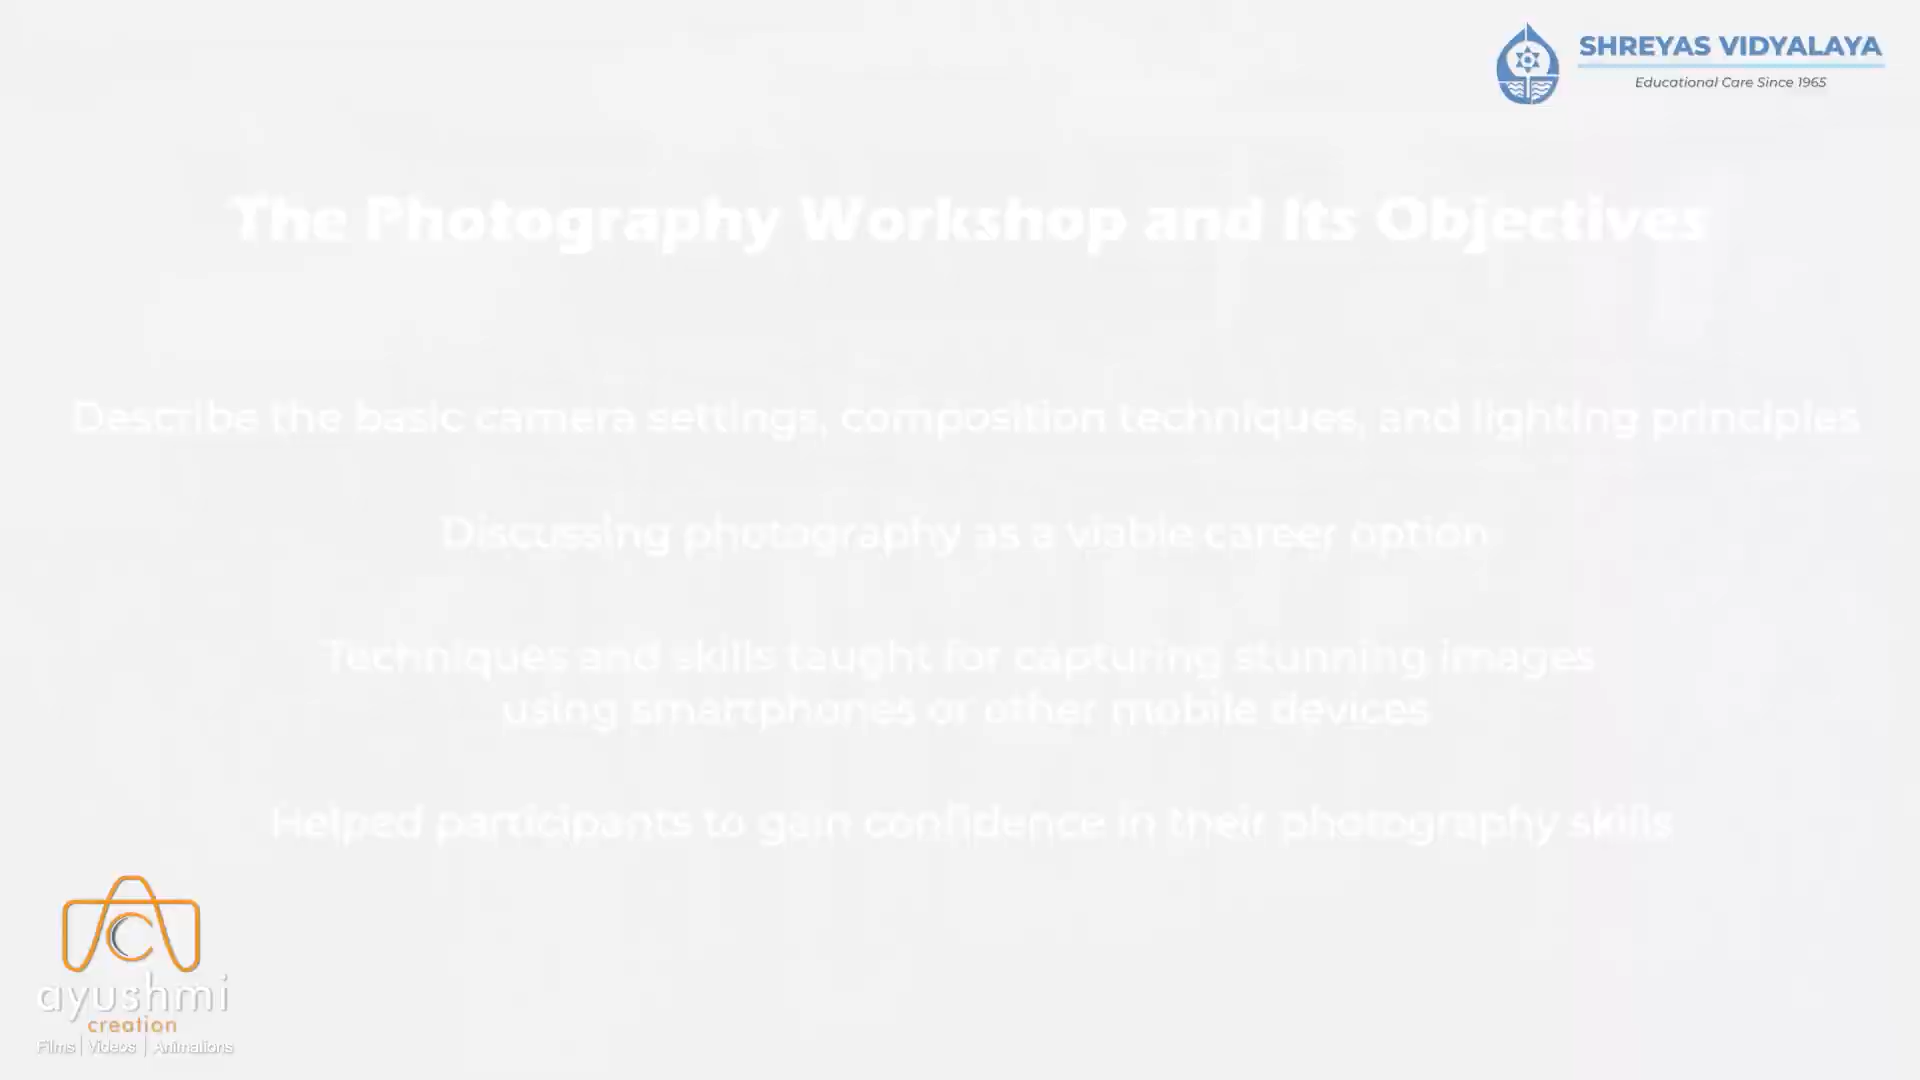 SHREYAS VIDYALAYA
Educational Care Since 1965
The Photography Workshop and Its Objectives
Describe the basic camera settings, composition techniques, and lighting principles
Discussing photography as a viable career option
Techniques and skills taught for capturing stunning images
using smartphones or other mobile devices
Helped participants to gain confidence in their photography skills
ayushmi
creation
Films | Videos | Animations